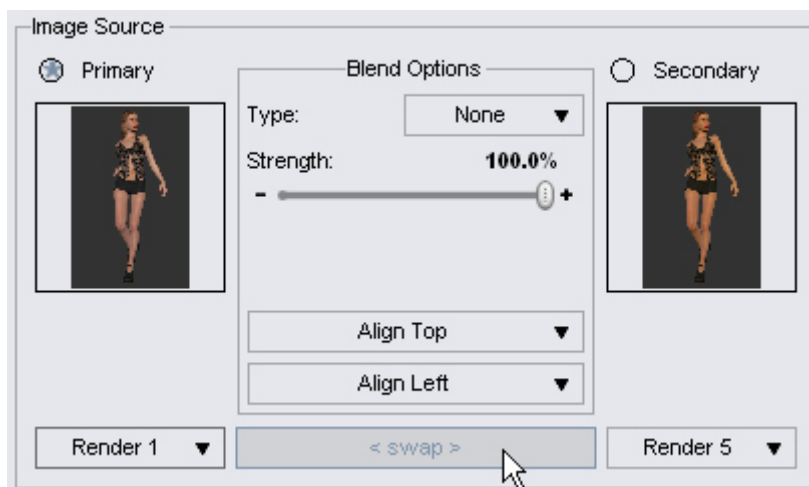 Image Source
Primary
Blend Options
Secondary
Type:
None
Strength:
100.0%
- +
Align Top
Align Left
Render 1
< swap >
Render 5